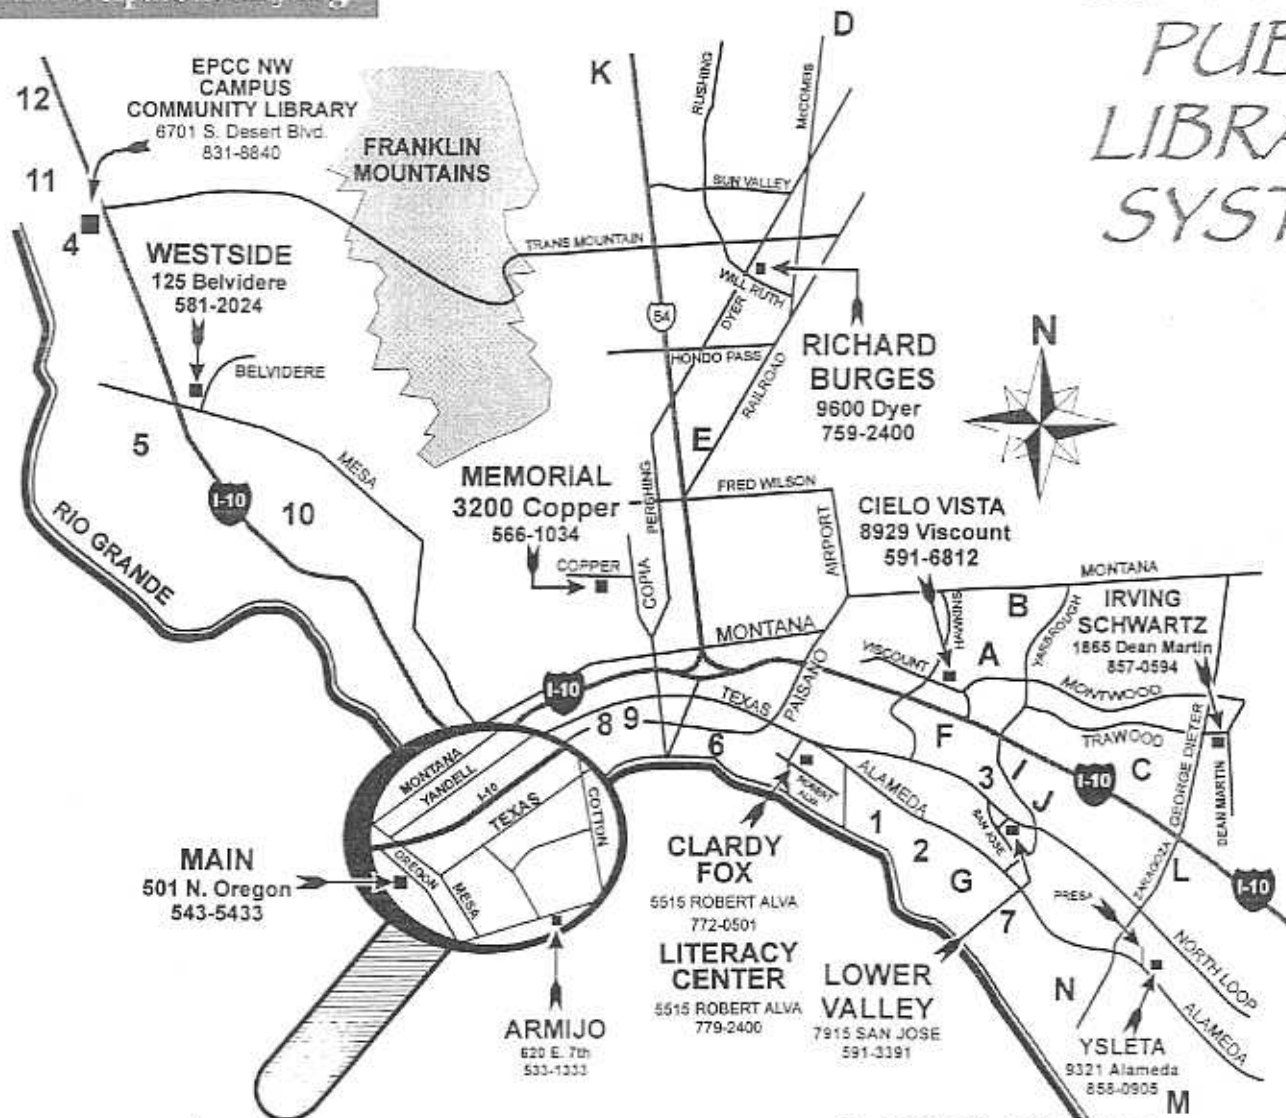 D
K
12
EPCC NW
CAMPUS
COMMUNITY LIBRARY
6701 S. Desert Blvd.
831-8840
FRANKLIN
MOUNTAINS
RUSHING
McCOMBS
SUN VALLEY
11
4
TRANS MOUNTAIN
WESTSIDE
125 Belvidere
581-2024
WILL RUTH
DYER
54
HONDO PASS
RAILROAD
RICHARD
BURGES
9600 Dyer
759-2400
N
BELVIDERE
5
MESA
I-10
10
RIO GRANDE
E
MEMORIAL
3200 Copper
566-1034
PERSHING
FRED WILSON
AIRPORT
COPPER
COPIA
CIELO VISTA
8929 Viscount
591-6812
MONTANA
B
HAWKINS
YARBROUGH
IRVING
SCHWARTZ
1865 Dean Martin
857-0594
MONTANA
VISCOUNT
A
MONTWOOD
I-10
TEXAS
PAISANO
8 9
6
F
TRAWOOD
GEORGE DIETER
C
I-10
DEAN MARTIN
3
I
J
ALAMEDA
ROBERT
ALVA
SAN JOSE
MONTANA
YANDELL
I-10
TEXAS
COTTON
OREGON
MESA
MAIN
501 N. Oregon
543-5433
1
2
G
7
CLARDY
FOX
5515 ROBERT ALVA
772-0501
LITERACY
CENTER
5515 ROBERT ALVA
779-2400
LOWER
VALLEY
7915 SAN JOSE
591-3391
PRESA
ZARAGOZA
L
I-10
NORTH LOOP
N
ALAMEDA
ARMIJO
620 E. 7th
533-1333
YSLETA
9321 Alameda
858-0905
M